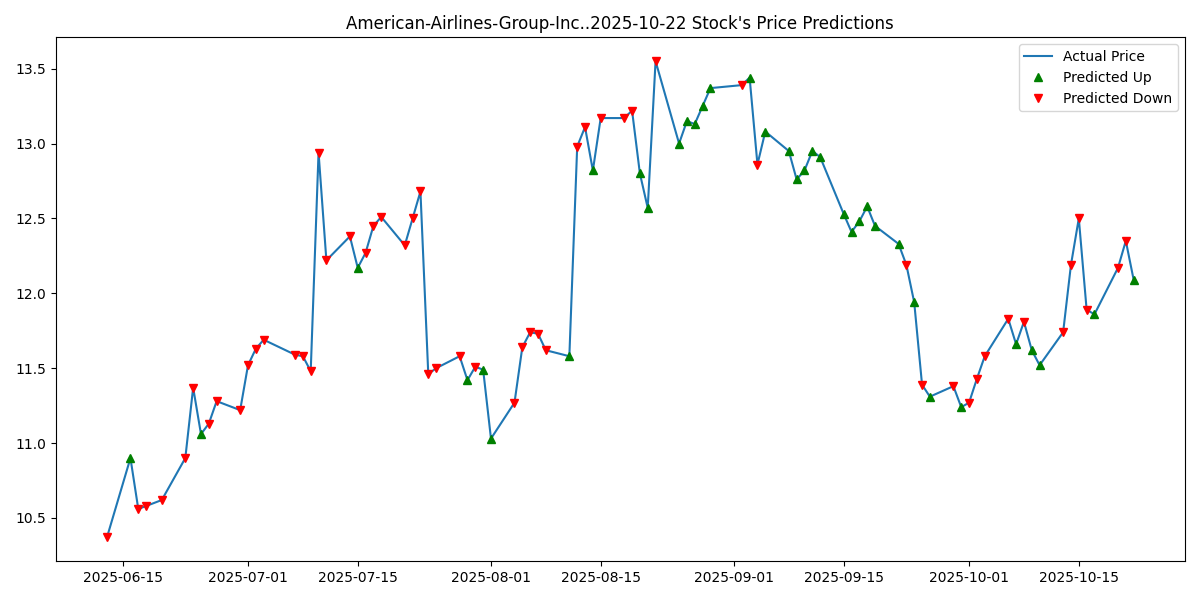 American-Airlines-Group-Inc..2025-10-22 Stock's Price Predictions
Actual Price
Predicted Up
Predicted Down
13.5
13.0
12.5
12.0
11.5
11.0
10.5
2025-06-15 2025-07-01 2025-07-15 2025-08-01 2025-08-15 2025-09-01 2025-09-15 2025-10-01 2025-10-15